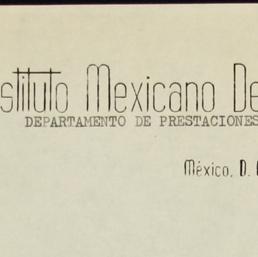 stituto Mexicano De
DEPARTAMENTO DE PRESTACIONES
México, D.